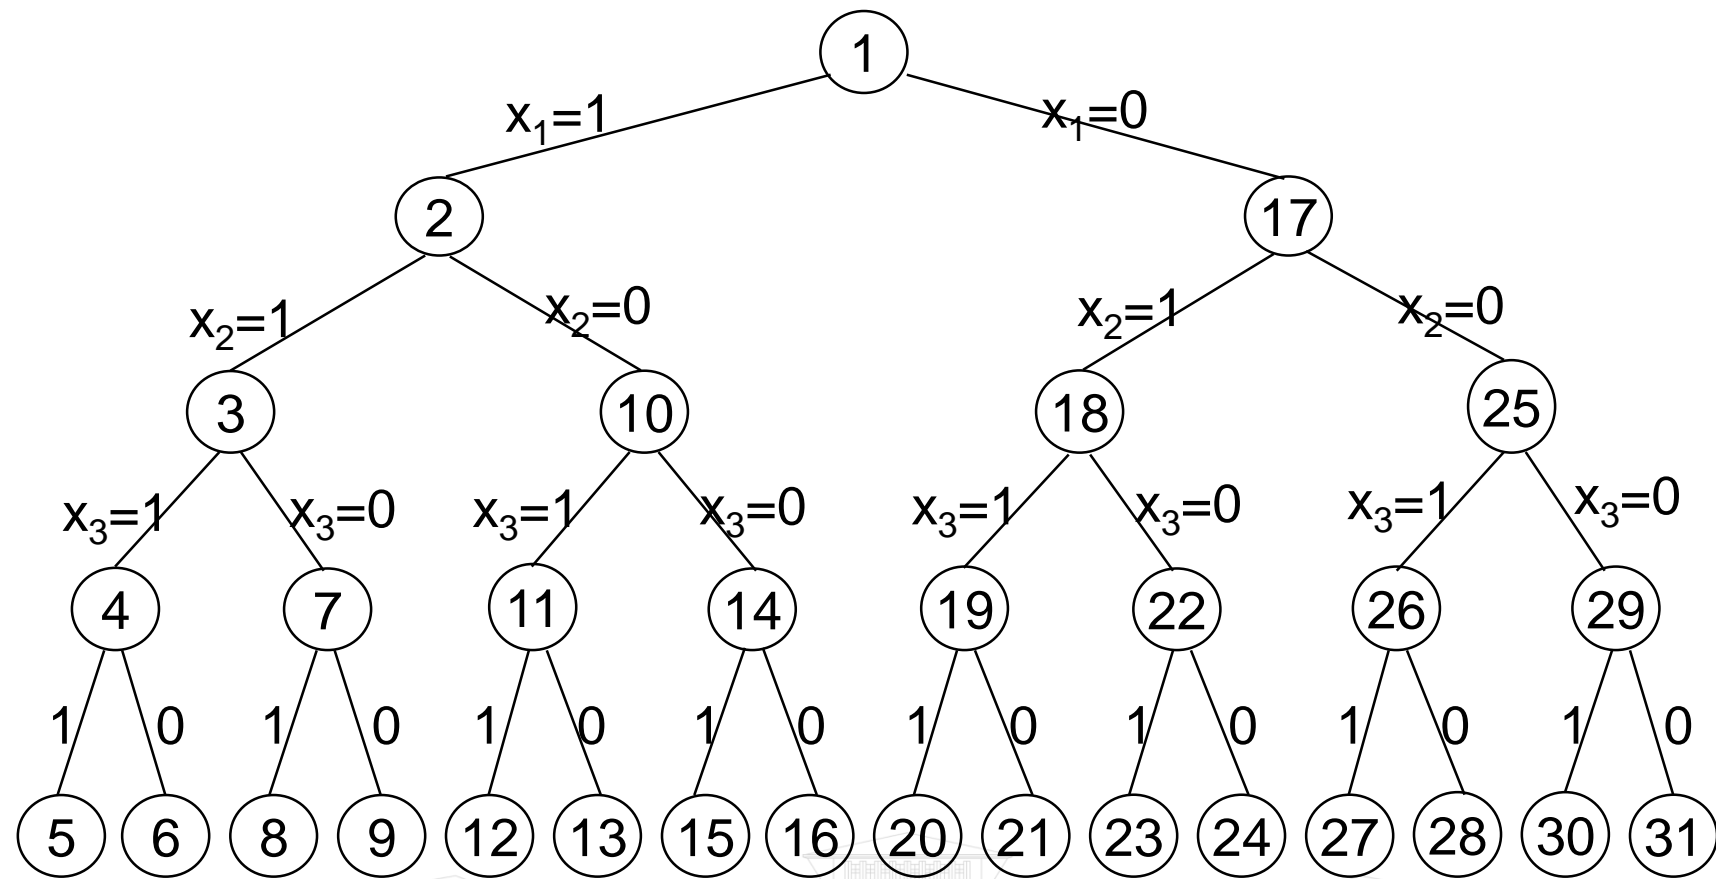 1
x₁=1 x₁=0
2 17
x₂=1 x₂=0 x₂=1 x₂=0
3 10 18 25
x₃=1 x₃=0 x₃=1 x₃=0 x₃=1 x₃=0 x₃=1 x₃=0
4 7 11 14 19 22 26 29
1 0 1 0 1 0 1 0 1 0 1 0 1 0 1 0
5 6 8 9 12 13 15 16 20 21 23 24 27 28 30 31